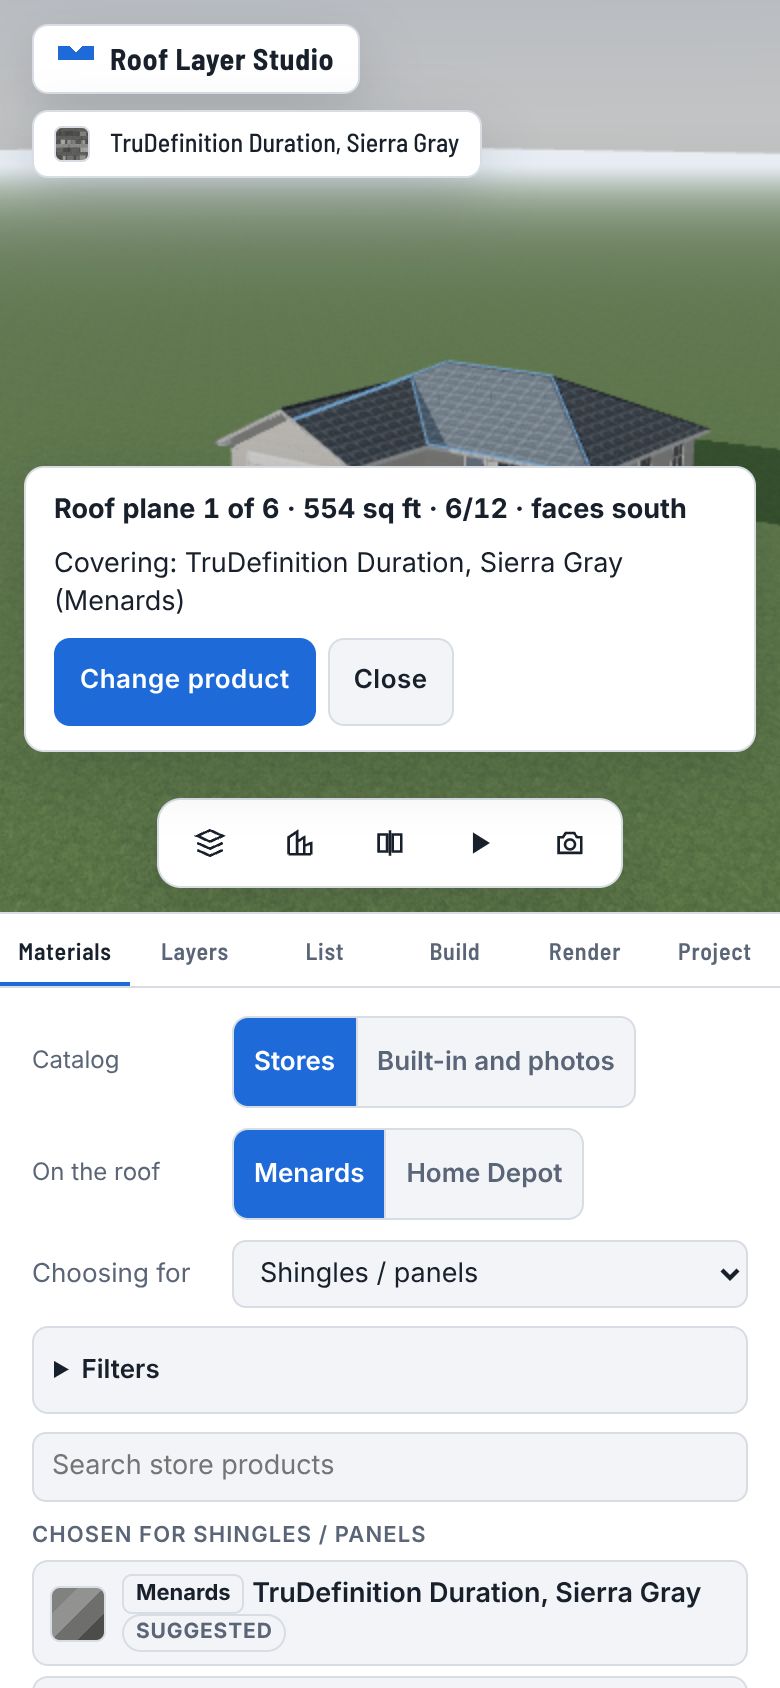 Roof Layer Studio
TruDefinition Duration, Sierra Gray
Roof plane 1 of 6 · 554 sq ft · 6/12 · faces south
Covering: TruDefinition Duration, Sierra Gray
(Menards)
Change product
Close
Materials
Layers
List
Build
Render
Project
Catalog
Stores
Built-in and photos
On the roof
Menards
Home Depot
Choosing for
Shingles / panels
Filters
Search store products
CHOSEN FOR SHINGLES / PANELS
Menards TruDefinition Duration, Sierra Gray
SUGGESTED